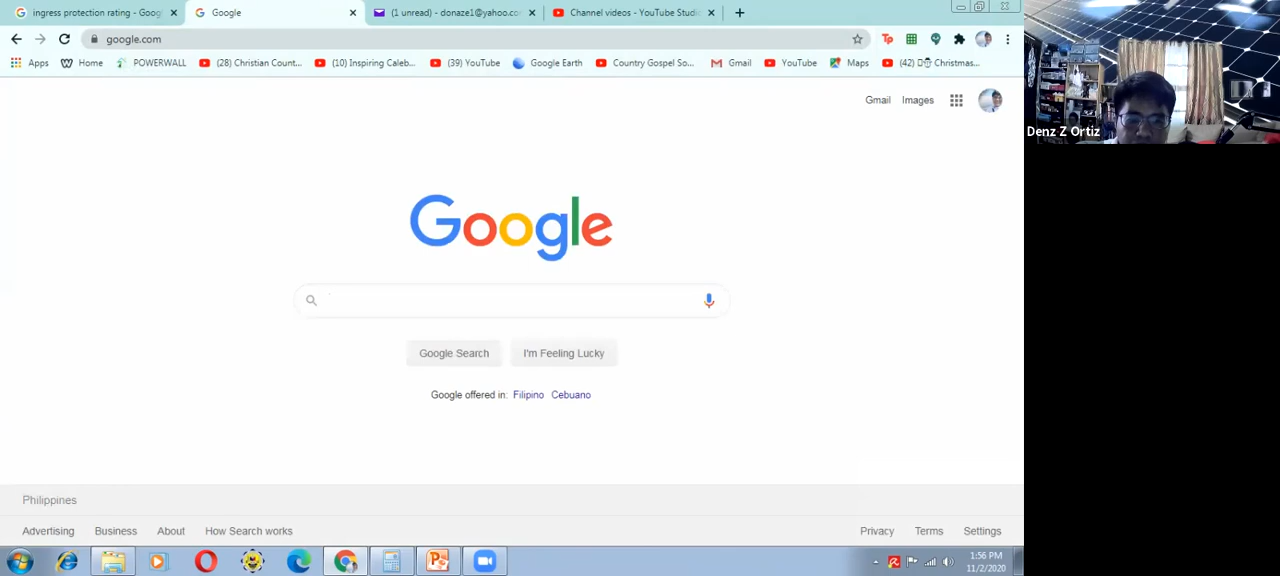 ingress protection rating - Goog
Google
(1 unread) - donaze1@yahoo.co
Channel videos - YouTube Studi
google.com
Apps
Home
POWERWALL
(28) Christian Count...
(10) Inspiring Celeb...
(39) YouTube
Google Earth
Country Gospel So...
Gmail
YouTube
Maps
(42) Christmas...
Gmail Images
Denz Z Ortiz
Google
Google Search
I'm Feeling Lucky
Google offered in: Filipino Cebuano
Philippines
Advertising Business About How Search works
Privacy Terms Settings
1:56 PM
11/2/2020